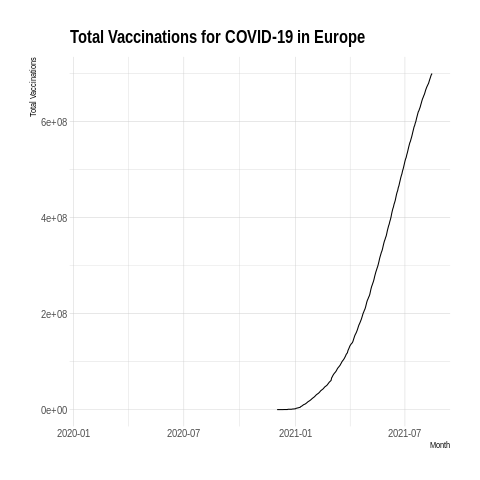 Total Vaccinations for COVID-19 in Europe
Total Vaccinations
6e+08
4e+08
2e+08
0e+00
2020-01 2020-07 2021-01 2021-07
Month